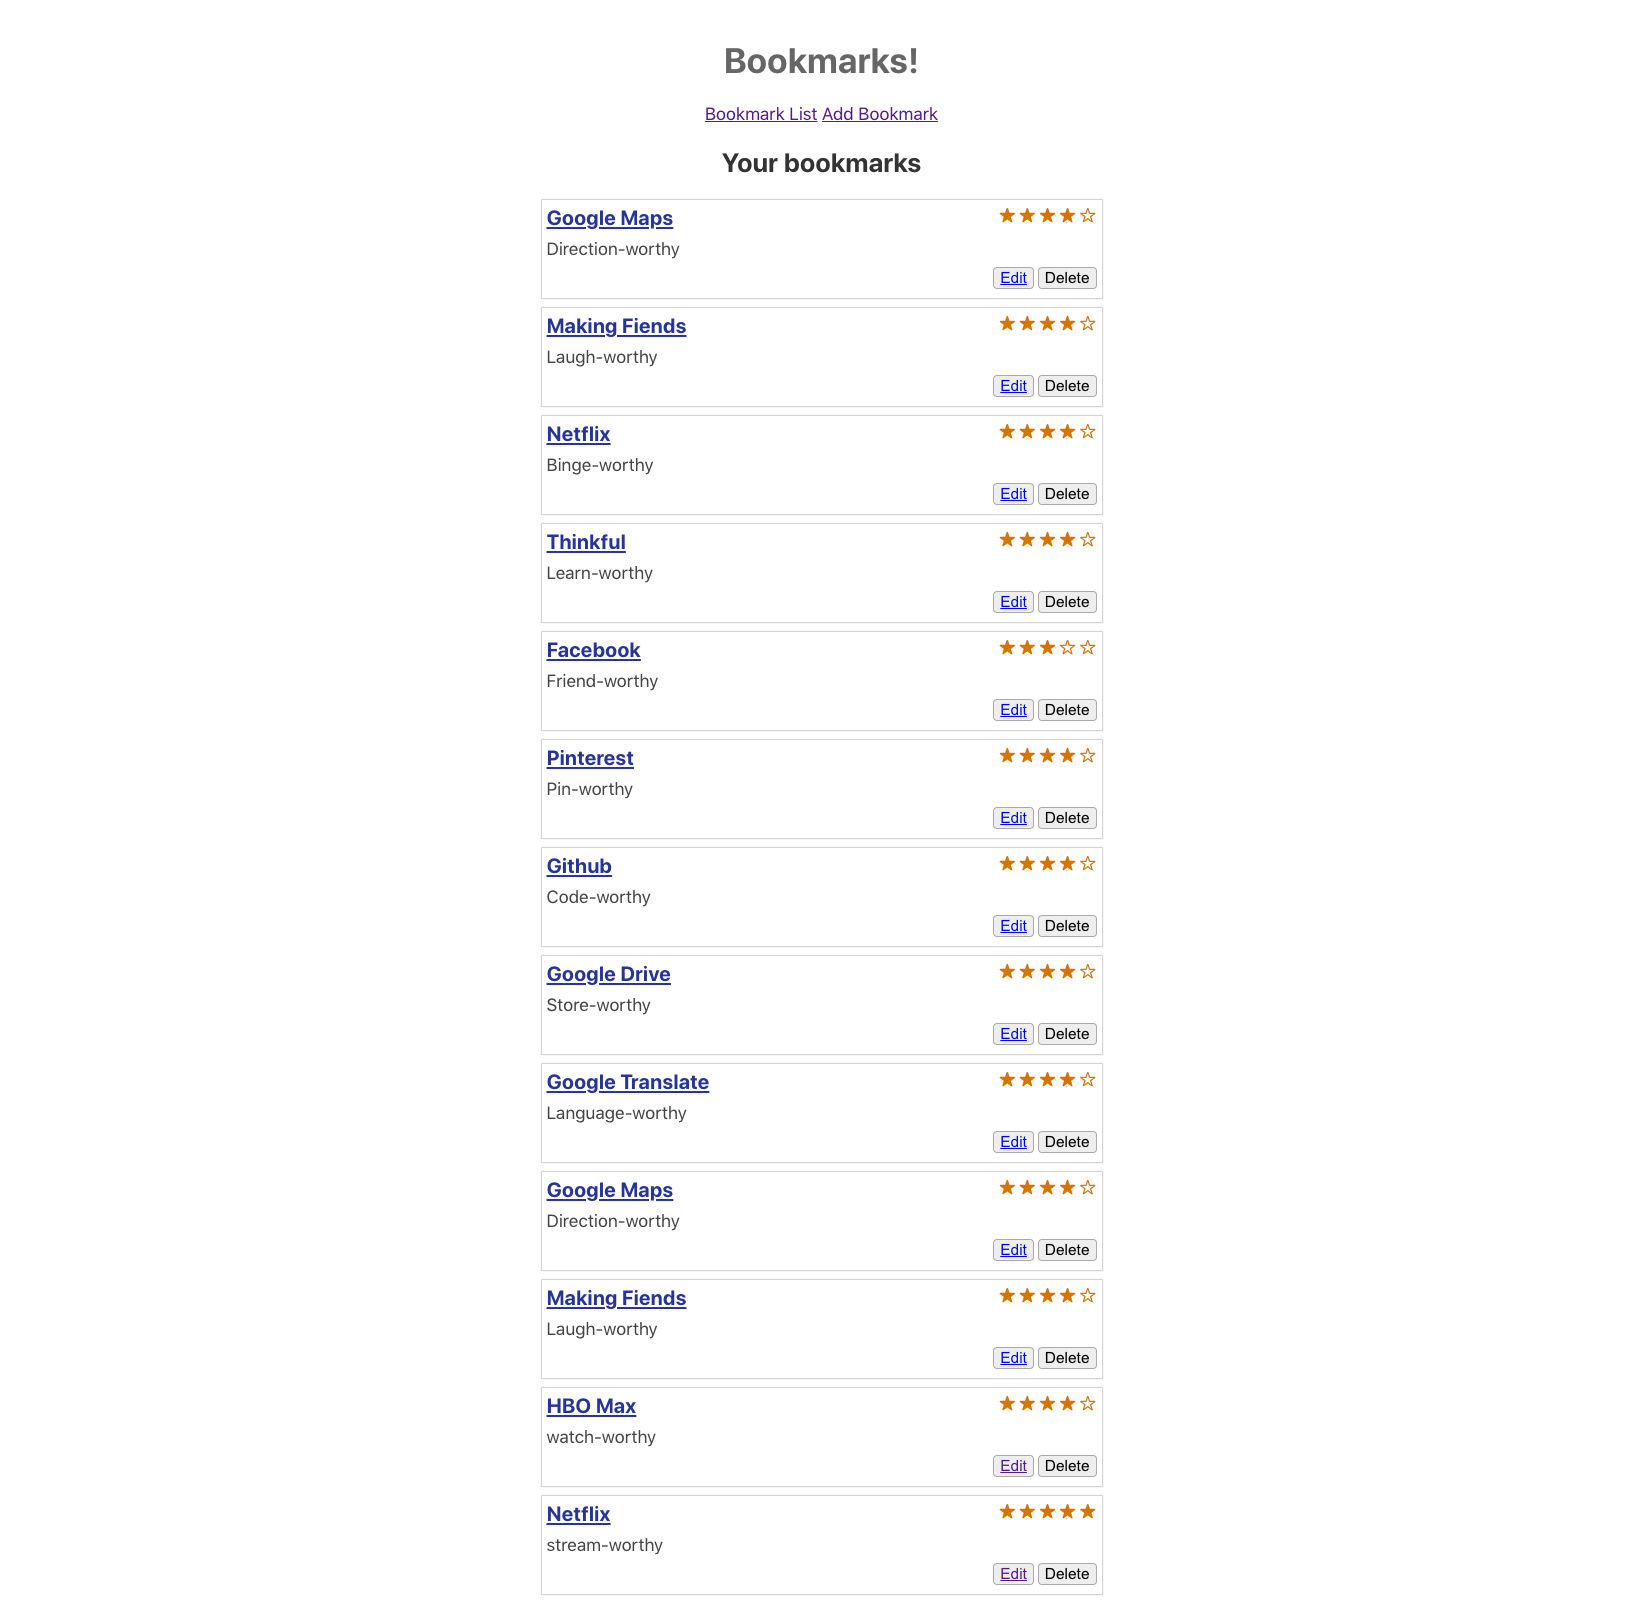 Bookmarks!
Bookmark List Add Bookmark
Your bookmarks
Google Maps ★★★★☆
Direction-worthy
Edit Delete
Making Fiends ★★★★☆
Laugh-worthy
Edit Delete
Netflix ★★★★☆
Binge-worthy
Edit Delete
Thinkful ★★★★☆
Learn-worthy
Edit Delete
Facebook ★★★☆☆
Friend-worthy
Edit Delete
Pinterest ★★★★☆
Pin-worthy
Edit Delete
Github ★★★★☆
Code-worthy
Edit Delete
Google Drive ★★★★☆
Store-worthy
Edit Delete
Google Translate ★★★★☆
Language-worthy
Edit Delete
Google Maps ★★★★☆
Direction-worthy
Edit Delete
Making Fiends ★★★★☆
Laugh-worthy
Edit Delete
HBO Max ★★★★☆
watch-worthy
Edit Delete
Netflix ★★★★★
stream-worthy
Edit Delete